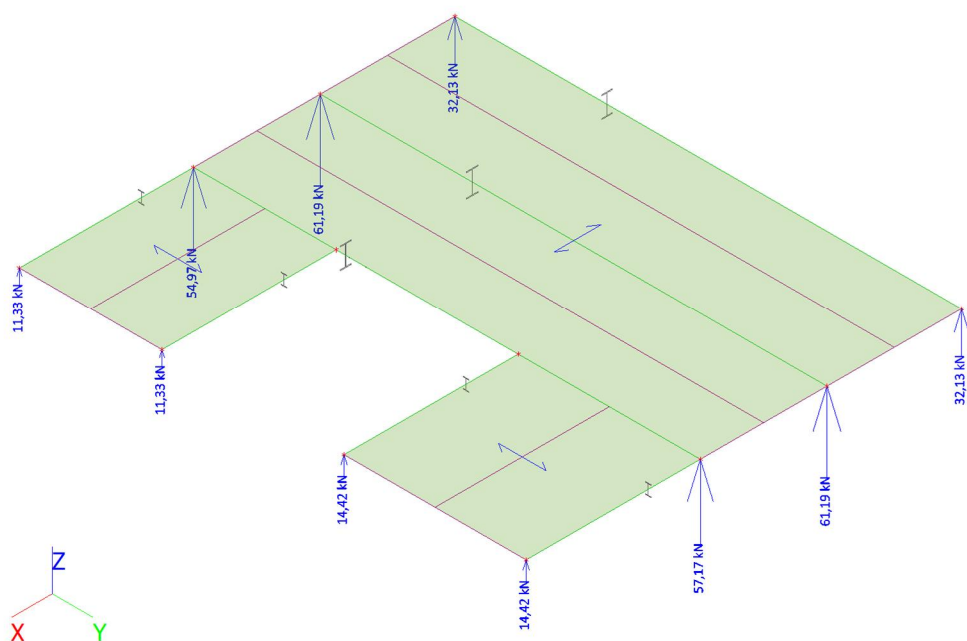 32,13 kN
61,19 kN
54,97 kN
11,33 kN
11,33 kN
32,13 kN
61,19 kN
14,42 kN
57,17 kN
14,42 kN
Z
X
Y